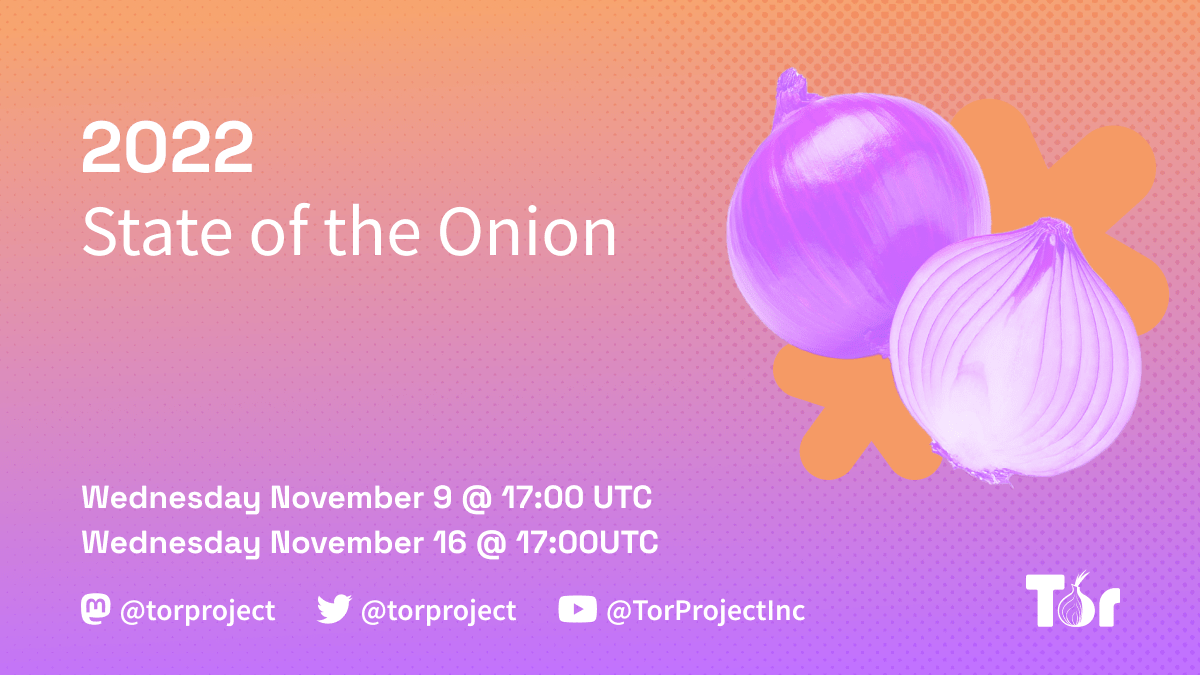 2022
State of the Onion
Wednesday November 9 @ 17:00 UTC
Wednesday November 16 @ 17:00UTC
@torproject @torproject @TorProjectInc
Tor